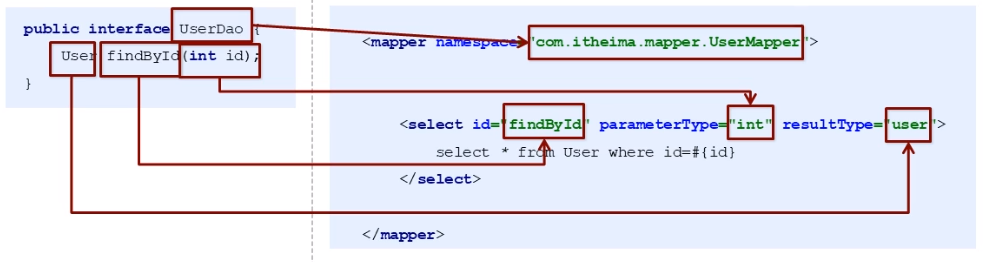 public interface UserDao {
User findById(int id);
}
<mapper namespace="com.itheima.mapper.UserMapper">
<select id="findById" parameterType="int" resultType="user">
select * from User where id=#{id}
</select>
</mapper>